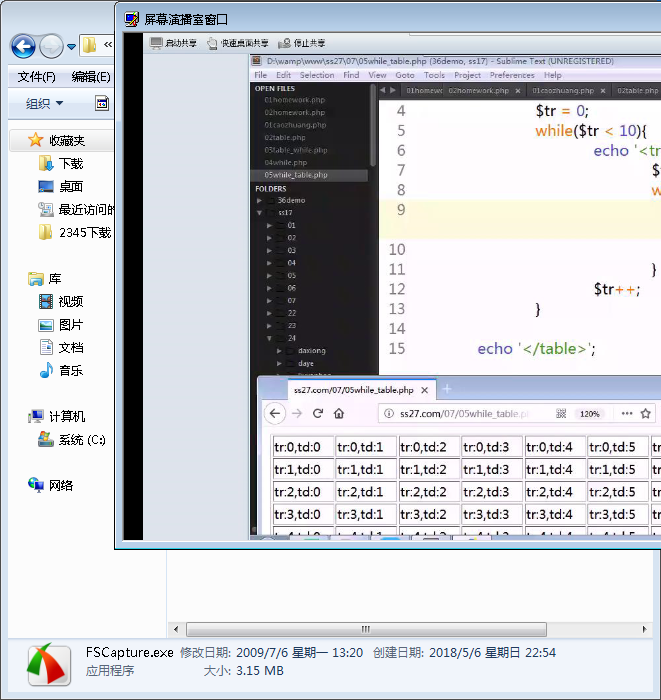 屏幕演播室窗口
启动共享 快速桌面共享 停止共享
文件(F) 编辑(E)
组织
收藏夹
下载
桌面
最近访问的
2345下载
库
视频
图片
文档
音乐
计算机
系统 (C:)
网络
D:\wamp\www\ss27\07\05while_table.php (36demo, ss17) - Sublime Text (UNREGISTERED)
File Edit Selection Find View Goto Tools Project Preferences Help
OPEN FILES
01homework.php
02homework.php
01caozhuang.php
02table.php
03table_while.php
04while.php
05while_table.php
FOLDERS
36demo
ss17
01
02
03
04
05
06
07
22
23
24
daxiong
daye
01homewo 02homework.php × 01caozhuang.php × 02table.php
4 $tr = 0;
5 while($tr < 10){
6 echo '<tr
7 $
8 w
9
10
11 }
12 $tr++;
13 }
14
15 echo '</table>';
ss27.com/07/05while_table.php ×
ss27.com/07/05while_table.p 120%
tr:0,td:0 tr:0,td:1 tr:0,td:2 tr:0,td:3 tr:0,td:4 tr:0,td:5 tr
tr:1,td:0 tr:1,td:1 tr:1,td:2 tr:1,td:3 tr:1,td:4 tr:1,td:5 tr
tr:2,td:0 tr:2,td:1 tr:2,td:2 tr:2,td:3 tr:2,td:4 tr:2,td:5 tr
tr:3,td:0 tr:3,td:1 tr:3,td:2 tr:3,td:3 tr:3,td:4 tr:3,td:5 tr
FSCapture.exe 修改日期: 2009/7/6 星期一 13:20 创建日期: 2018/5/6 星期日 22:54
应用程序 大小: 3.15 MB